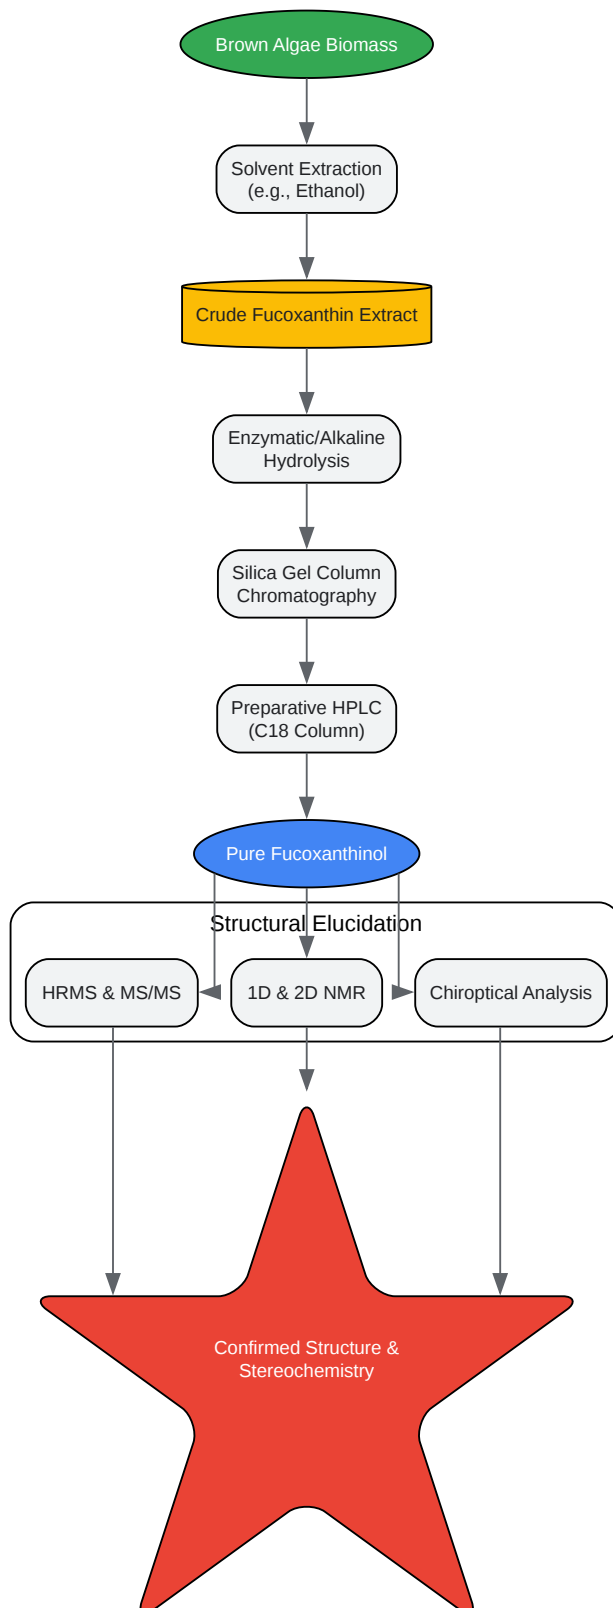 Brown Algae Biomass
Solvent Extraction
(e.g., Ethanol)
Crude Fucoxanthin Extract
Enzymatic/Alkaline
Hydrolysis
Silica Gel Column
Chromatography
Preparative HPLC
(C18 Column)
Pure Fucoxanthinol
Structural Elucidation
HRMS & MS/MS
1D & 2D NMR
Chiroptical Analysis
Confirmed Structure &
Stereochemistry